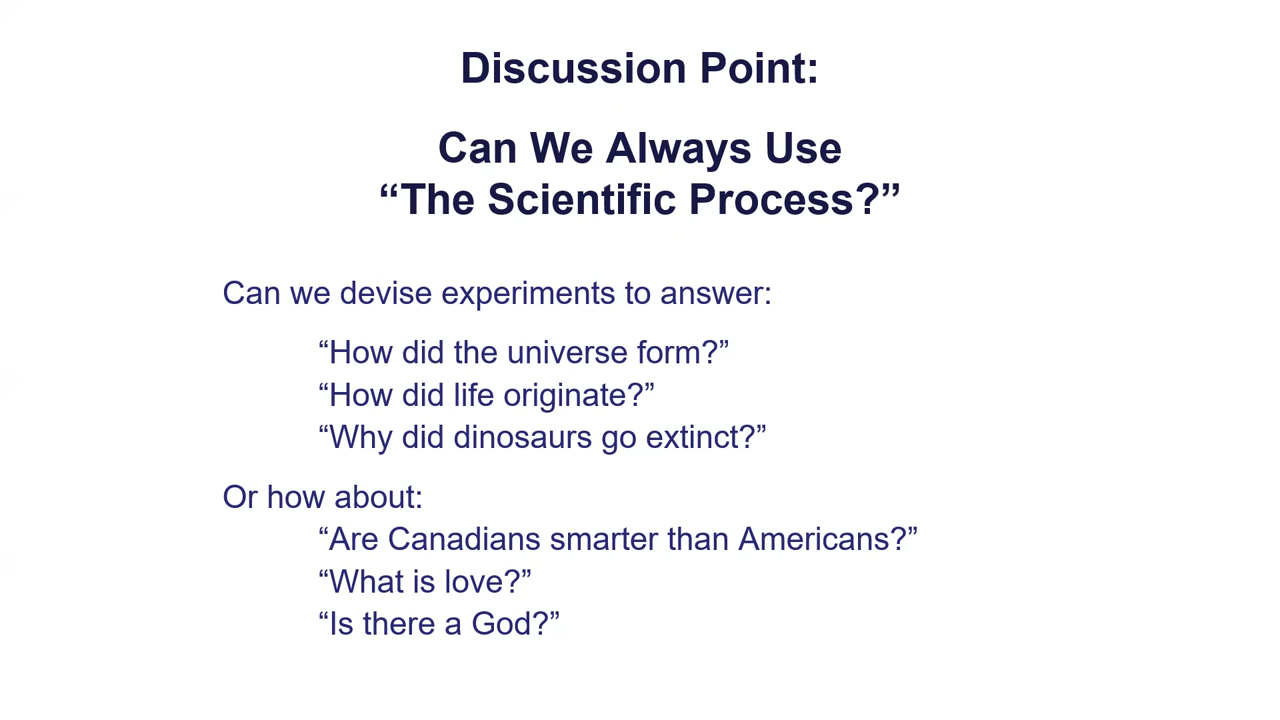 Discussion Point:
Can We Always Use
“The Scientific Process?”
Can we devise experiments to answer:
“How did the universe form?”
“How did life originate?”
“Why did dinosaurs go extinct?”
Or how about:
“Are Canadians smarter than Americans?”
“What is love?”
“Is there a God?”